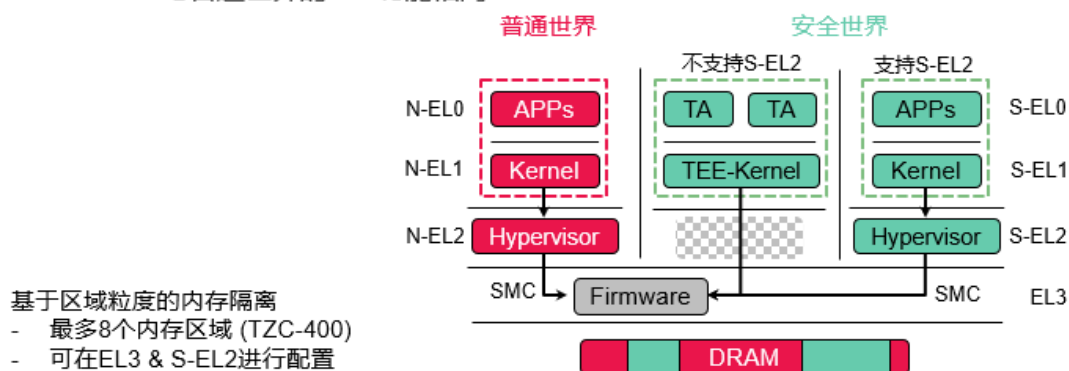 普通世界
安全世界
不支持S-EL2
支持S-EL2
N-EL0
APPs
TA
TA
APPs
S-EL0
N-EL1
Kernel
TEE-Kernel
Kernel
S-EL1
N-EL2
Hypervisor
Hypervisor
S-EL2
SMC
Firmware
SMC
EL3
基于区域粒度的内存隔离
- 最多8个内存区域 (TZC-400)
- 可在EL3 & S-EL2进行配置
DRAM